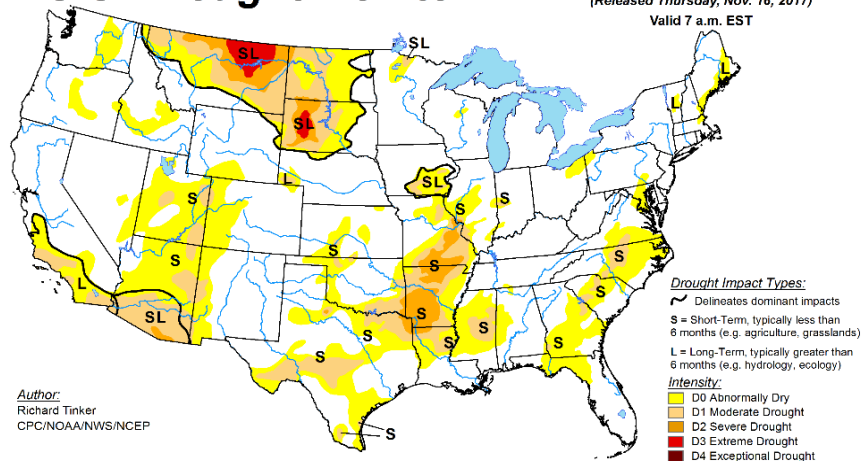 (Released Thursday, Nov. 16, 2017)
Valid 7 a.m. EST
SL
SL
L
L
SL
SL
L
S
S
S
S
S
S
L
SL
S
S
S
S
S
S
S
S
S
Drought Impact Types:
Delineates dominant impacts
S = Short-Term, typically less than
6 months (e.g. agriculture, grasslands)
L = Long-Term, typically greater than
6 months (e.g. hydrology, ecology)
Intensity:
D0 Abnormally Dry
D1 Moderate Drought
D2 Severe Drought
D3 Extreme Drought
D4 Exceptional Drought
Author:
Richard Tinker
CPC/NOAA/NWS/NCEP